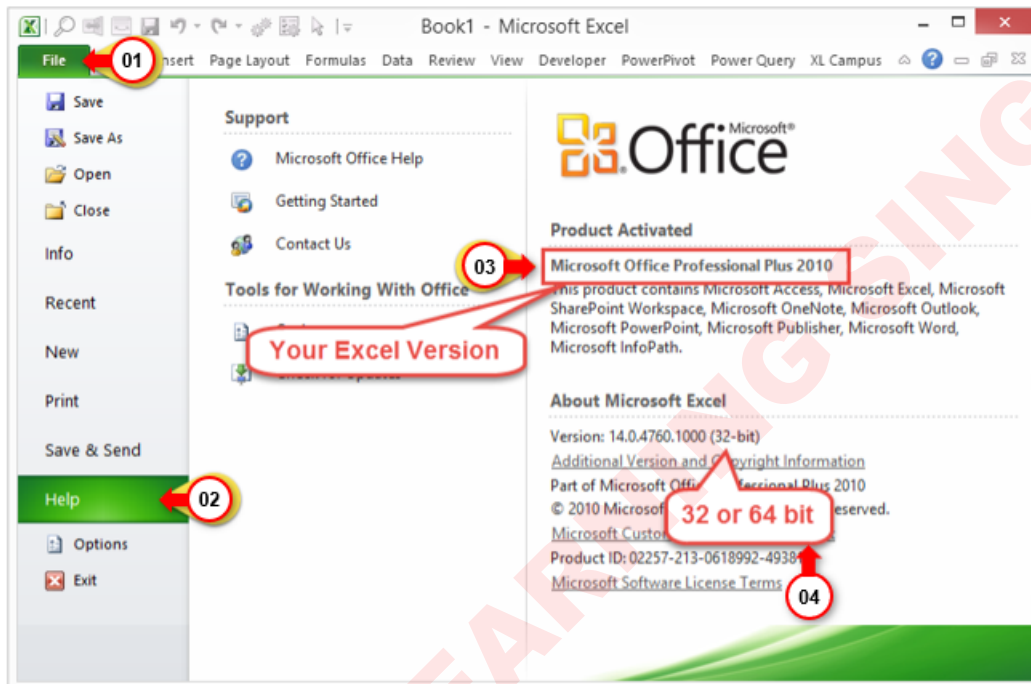 Book1 - Microsoft Excel
File
01
nsert Page Layout Formulas Data Review View Developer PowerPivot Power Query XL Campus
Save
Save As
Open
Close
Info
Recent
New
Print
Save & Send
Help
02
Options
Exit
Support
Microsoft Office Help
Getting Started
Contact Us
Tools for Working With Office
Your Excel Version
Microsoft®
Office
Product Activated
03
Microsoft Office Professional Plus 2010
This product contains Microsoft Access, Microsoft Excel, Microsoft
SharePoint Workspace, Microsoft OneNote, Microsoft Outlook,
Microsoft PowerPoint, Microsoft Publisher, Microsoft Word,
Microsoft InfoPath.
About Microsoft Excel
Version: 14.0.4760.1000 (32-bit)
Additional Version and Copyright Information
Part of Microsoft Professional Plus 2010
© 2010 Microsoft eserved.
32 or 64 bit
Microsoft Custo
Product ID: 02257-213-0618992-4938
Microsoft Software License Terms
04
EARNING SING